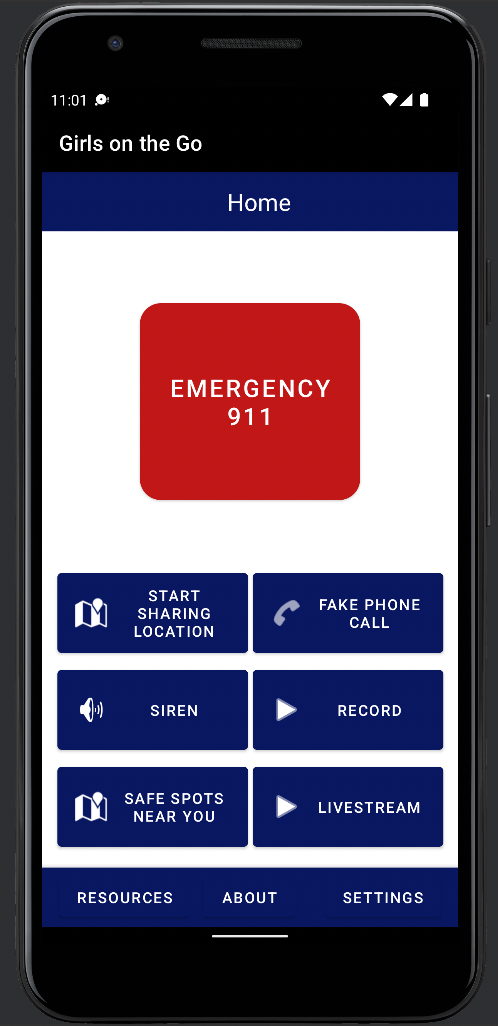 11:01
Girls on the Go
Home
EMERGENCY
911
START
SHARING
LOCATION
FAKE PHONE
CALL
SIREN
RECORD
SAFE SPOTS
NEAR YOU
LIVESTREAM
RESOURCES ABOUT SETTINGS